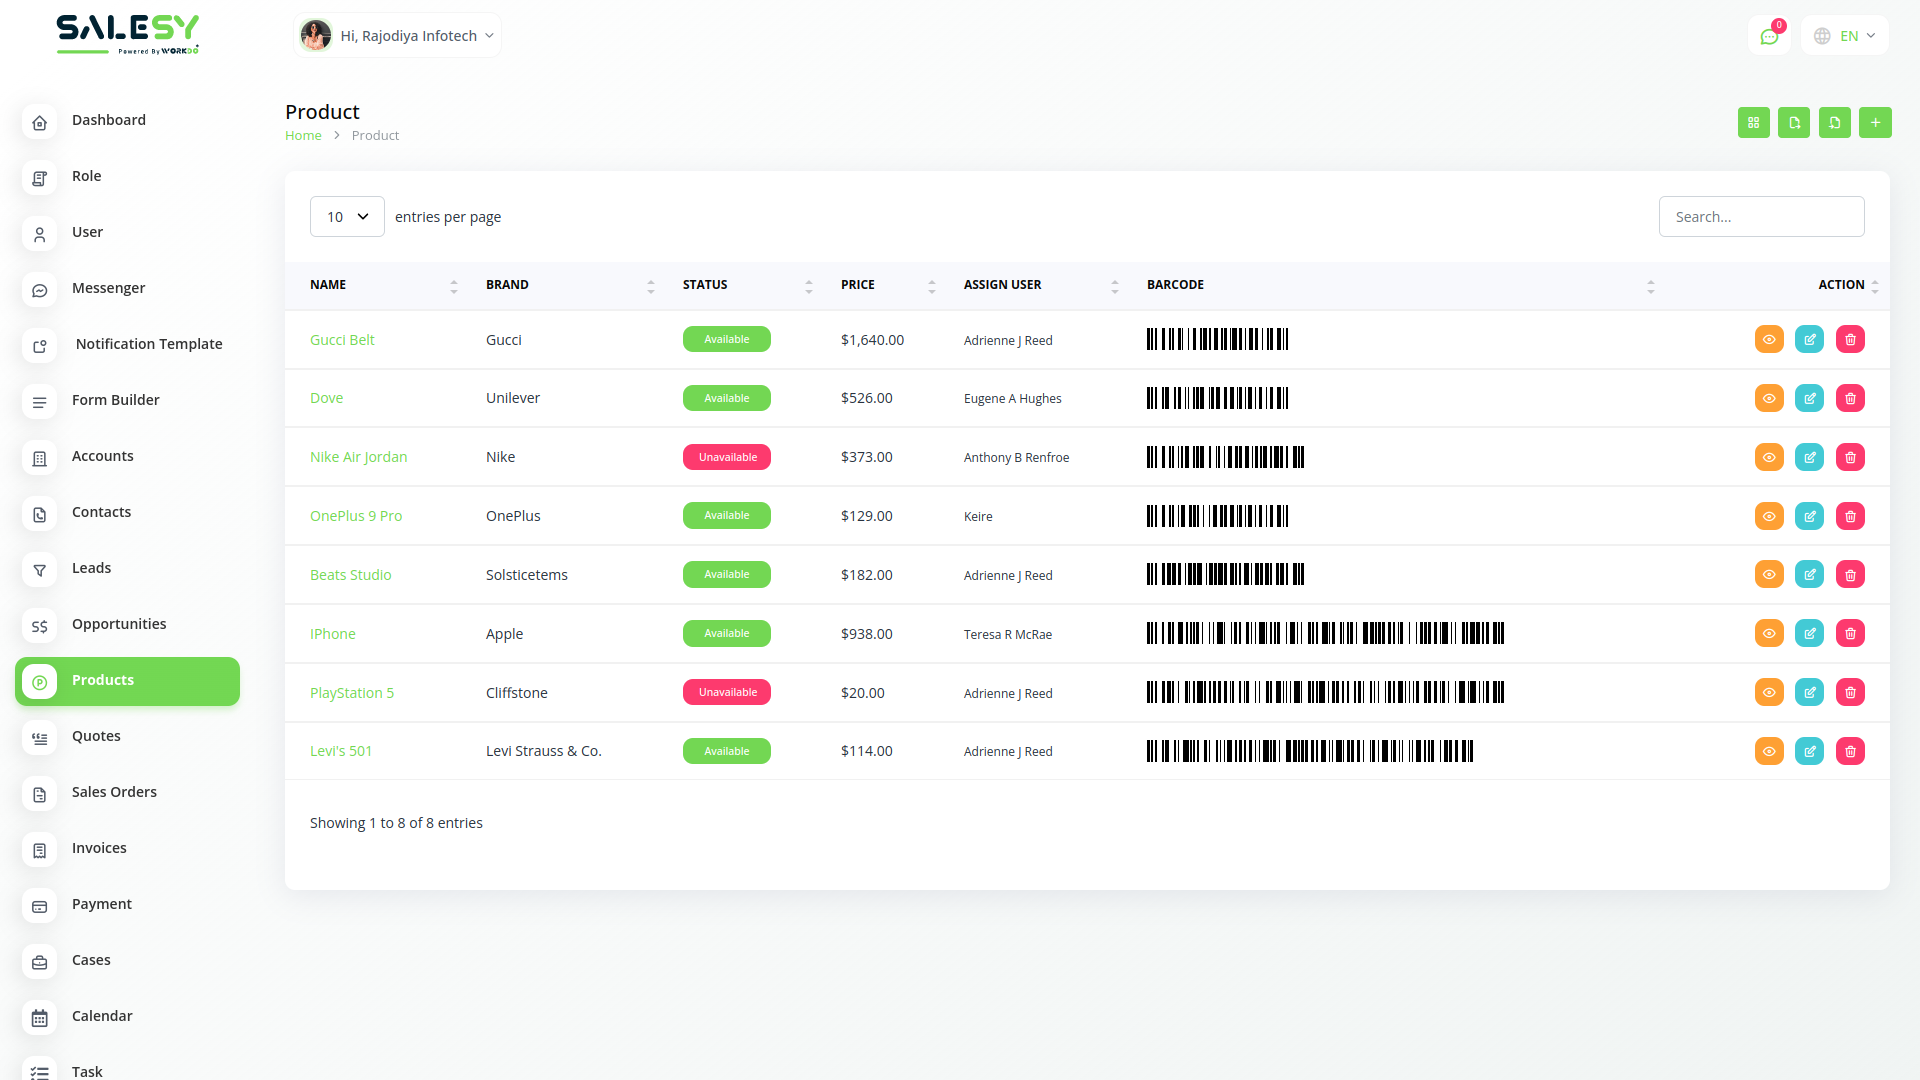 SALESY
Powered By WORKDO
Hi, Rajodiya Infotech
0
EN
Dashboard
Role
User
Messenger
Notification Template
Form Builder
Accounts
Contacts
Leads
S$ Opportunities
Products
Quotes
Sales Orders
Invoices
Payment
Cases
Calendar
Task
Product
Home > Product
10 entries per page
Search...
NAME BRAND STATUS PRICE ASSIGN USER BARCODE ACTION
Gucci Belt Gucci Available $1,640.00 Adrienne J Reed
Dove Unilever Available $526.00 Eugene A Hughes
Nike Air Jordan Nike Unavailable $373.00 Anthony B Renfroe
OnePlus 9 Pro OnePlus Available $129.00 Keire
Beats Studio Solsticetems Available $182.00 Adrienne J Reed
IPhone Apple Available $938.00 Teresa R McRae
PlayStation 5 Cliffstone Unavailable $20.00 Adrienne J Reed
Levi's 501 Levi Strauss & Co. Available $114.00 Adrienne J Reed
Showing 1 to 8 of 8 entries